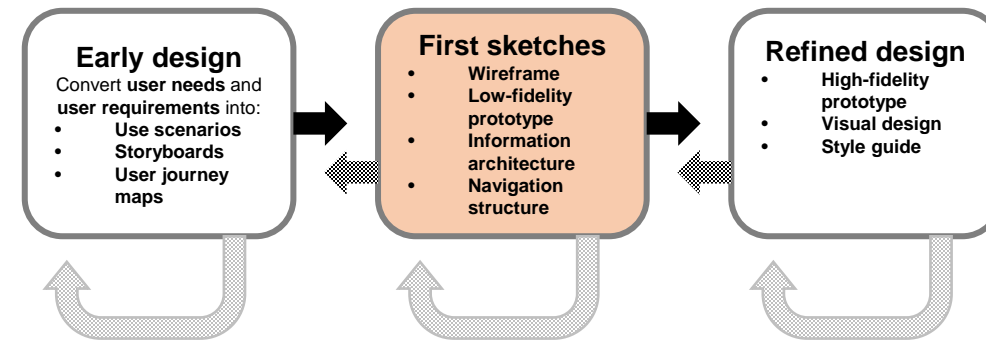 Early design
Convert user needs and
user requirements into:
• Use scenarios
• Storyboards
• User journey
maps
First sketches
• Wireframe
• Low-fidelity
prototype
• Information
architecture
• Navigation
structure
Refined design
• High-fidelity
prototype
• Visual design
• Style guide